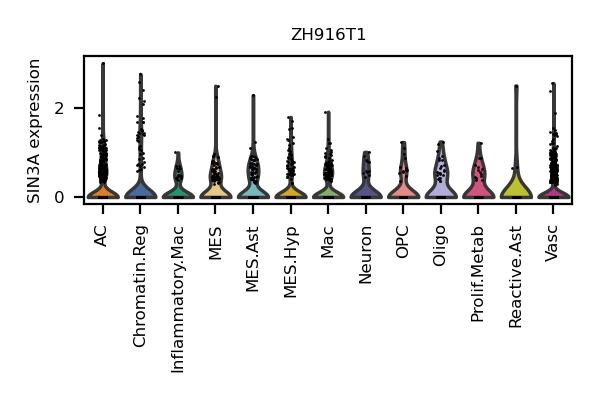 ZH916T1
SIN3A expression
2
0
AC
Chromatin.Reg
Inflammatory.Mac
MES
MES.Ast
MES.Hyp
Mac
Neuron
OPC
Oligo
Prolif.Metab
Reactive.Ast
Vasc